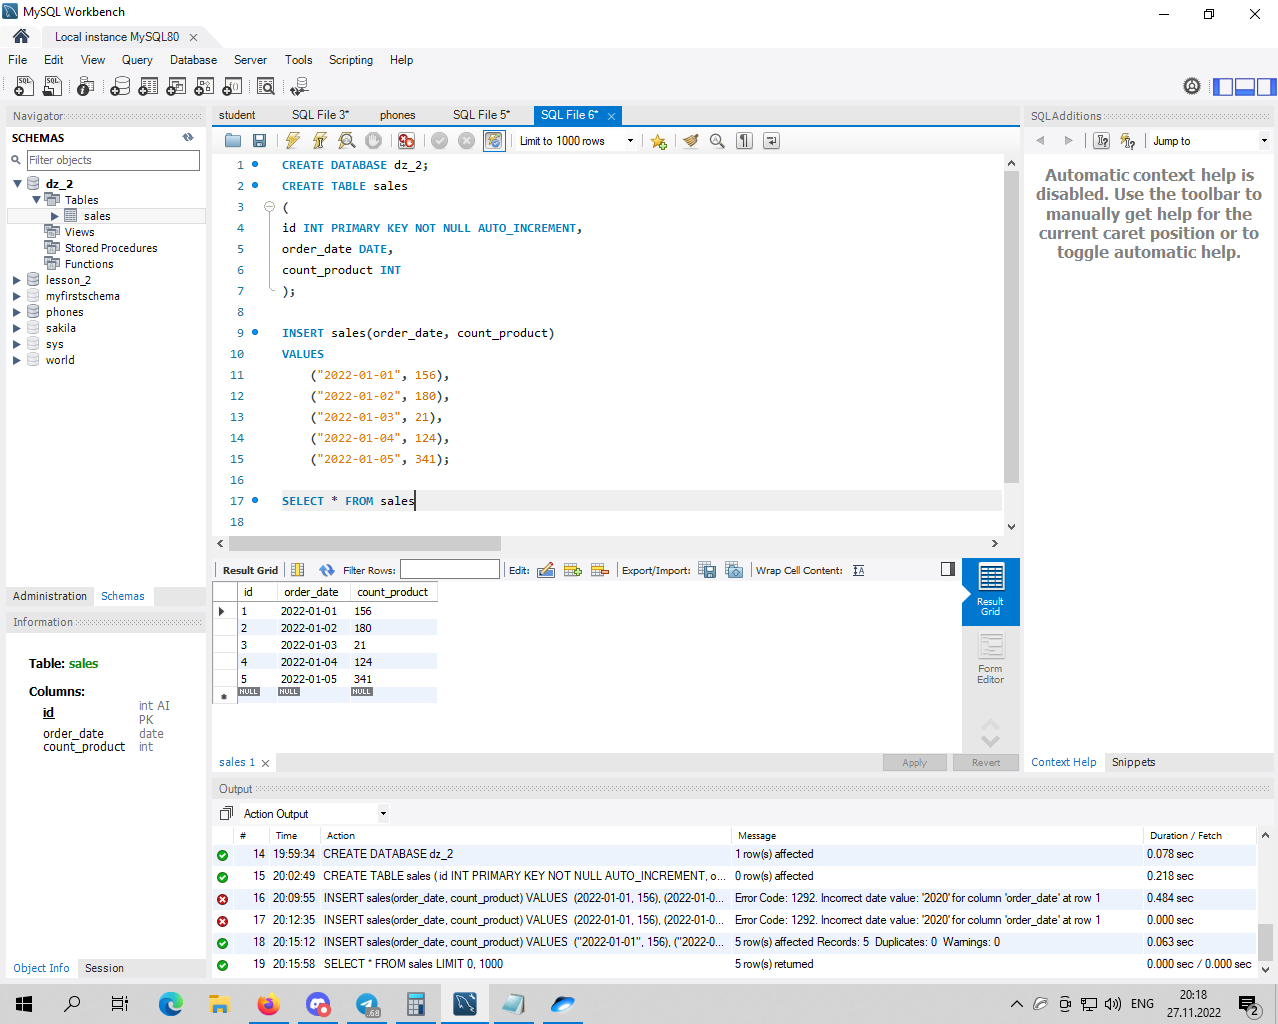 MySQL Workbench
Local instance MySQL80
File Edit View Query Database Server Tools Scripting Help
Navigator
SCHEMAS
Filter objects
dz_2
Tables
sales
Views
Stored Procedures
Functions
lesson_2
myfirstschema
phones
sakila
sys
world
Administration Schemas
Information
Table: sales
Columns:
id int AI PK
order_date date
count_product int
Object Info Session
student SQL File 3* phones SQL File 5* SQL File 6*
Limit to 1000 rows
1 CREATE DATABASE dz_2;
2 CREATE TABLE sales
3 (
4 id INT PRIMARY KEY NOT NULL AUTO_INCREMENT,
5 order_date DATE,
6 count_product INT
7 );
8
9 INSERT sales(order_date, count_product)
10 VALUES
11 ("2022-01-01", 156),
12 ("2022-01-02", 180),
13 ("2022-01-03", 21),
14 ("2022-01-04", 124),
15 ("2022-01-05", 341);
16
17 SELECT * FROM sales
18
Result Grid Filter Rows: Edit: Export/Import: Wrap Cell Content:
id order_date count_product
1 2022-01-01 156
2 2022-01-02 180
3 2022-01-03 21
4 2022-01-04 124
5 2022-01-05 341
NULL NULL NULL
Result Grid
Form Editor
sales 1
Apply Revert
SQLAdditions
Jump to
Automatic context help is
disabled. Use the toolbar to
manually get help for the
current caret position or to
toggle automatic help.
Context Help Snippets
Output
Action Output
# Time Action Message Duration / Fetch
14 19:59:34 CREATE DATABASE dz_2 1 row(s) affected 0.078 sec
15 20:02:49 CREATE TABLE sales ( id INT PRIMARY KEY NOT NULL AUTO_INCREMENT, o... 0 row(s) affected 0.218 sec
16 20:09:55 INSERT sales(order_date, count_product) VALUES (2022-01-01, 156), (2022-01-0... Error Code: 1292. Incorrect date value: '2020' for column 'order_date' at row 1 0.484 sec
17 20:12:35 INSERT sales(order_date, count_product) VALUES (2022-01-01, 156), (2022-01-0... Error Code: 1292. Incorrect date value: '2020' for column 'order_date' at row 1 0.000 sec
18 20:15:12 INSERT sales(order_date, count_product) VALUES ("2022-01-01", 156), ("2022-0... 5 row(s) affected Records: 5 Duplicates: 0 Warnings: 0 0.063 sec
19 20:15:58 SELECT * FROM sales LIMIT 0, 1000 5 row(s) returned 0.000 sec / 0.000 sec
.68
ENG
20:18
27.11.2022
2